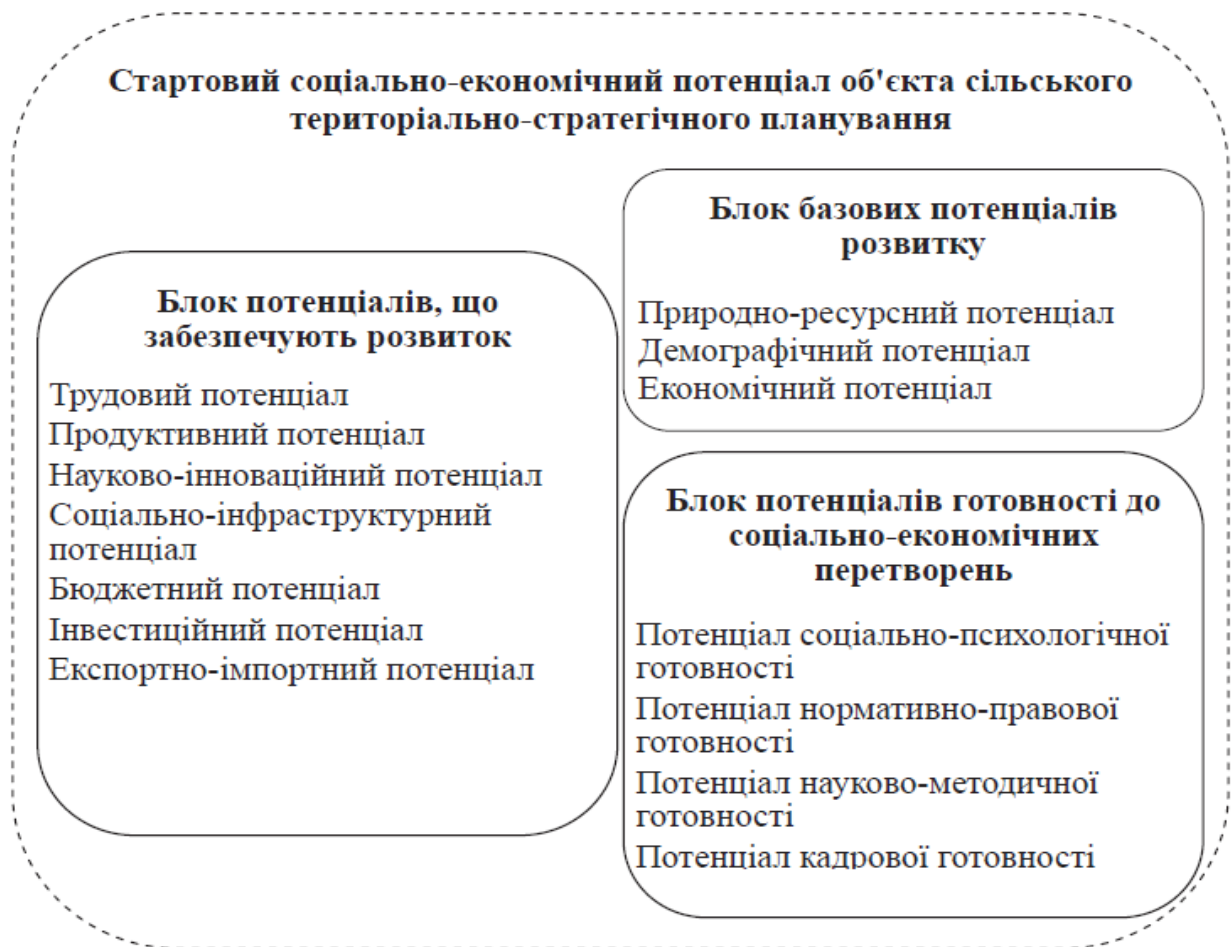 Стартовий соціально-економічний потенціал об'єкта сільського
територіально-стратегічного планування
Блок потенціалів, що
забезпечують розвиток
Трудовий потенціал
Продуктивний потенціал
Науково-інноваційний потенціал
Соціально-інфраструктурний
потенціал
Бюджетний потенціал
Інвестиційний потенціал
Експортно-імпортний потенціал
Блок базових потенціалів
розвитку
Природно-ресурсний потенціал
Демографічний потенціал
Економічний потенціал
Блок потенціалів готовності до
соціально-економічних
перетворень
Потенціал соціально-психологічної
готовності
Потенціал нормативно-правової
готовності
Потенціал науково-методичної
готовності
Потенціал кадрової готовності